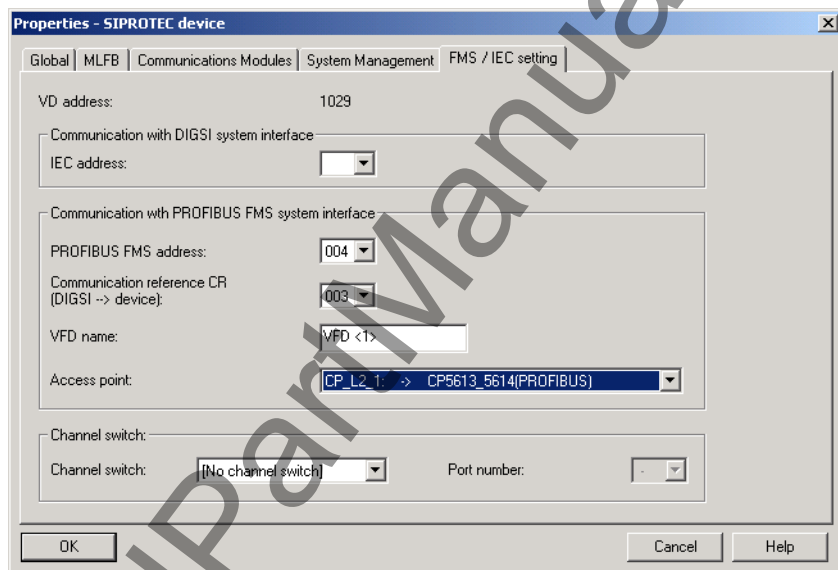 Properties - SIPROTEC device
Global MLFB Communications Modules System Management FMS / IEC setting
VD address: 1029
Communication with DIGSI system interface
IEC address:
Communication with PROFIBUS FMS system interface
PROFIBUS FMS address: 004
Communication reference CR
(DIGSI --> device): 003
VFD name: VFD <1>
Access point: CP_L2_1: -> CP5613_5614(PROFIBUS)
Channel switch:
Channel switch: [No channel switch] Port number: -
OK Cancel Help